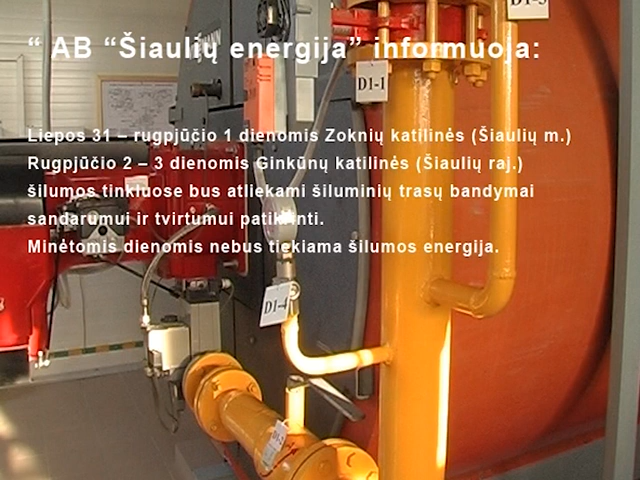 “ AB “Šiaulių energija” informuoja:
Liepos 31 – rugpjūčio 1 dienomis Zoknių katilinės (Šiaulių m.)
Rugpjūčio 2 – 3 dienomis Ginkūnų katilinės (Šiaulių raj.)
šilumos tinkluose bus atliekami šiluminių trasų bandymai
sandarumui ir tvirtumui patikrinti.
Minėtomis dienomis nebus tiekiama šilumos energija.
D1-3
D1-1
D1-4